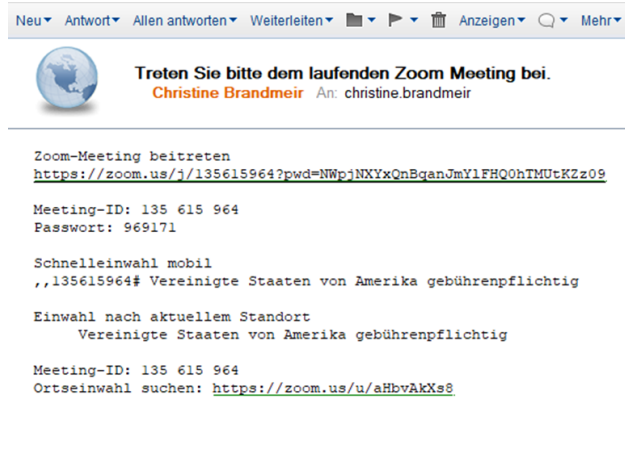 Neu Antwort Allen antworten Weiterleiten Anzeigen Mehr
Treten Sie bitte dem laufenden Zoom Meeting bei.
Christine Brandmeir An: christine.brandmeir
Zoom-Meeting beitreten
https://zoom.us/j/135615964?pwd=NWpjNXYxQnBqanJmYlFHQ0hTMUtKZz09
Meeting-ID: 135 615 964
Passwort: 969171
Schnelleinwahl mobil
,,135615964# Vereinigte Staaten von Amerika gebührenpflichtig
Einwahl nach aktuellem Standort
Vereinigte Staaten von Amerika gebührenpflichtig
Meeting-ID: 135 615 964
Ortseinwahl suchen: https://zoom.us/u/aHbvAkXs8